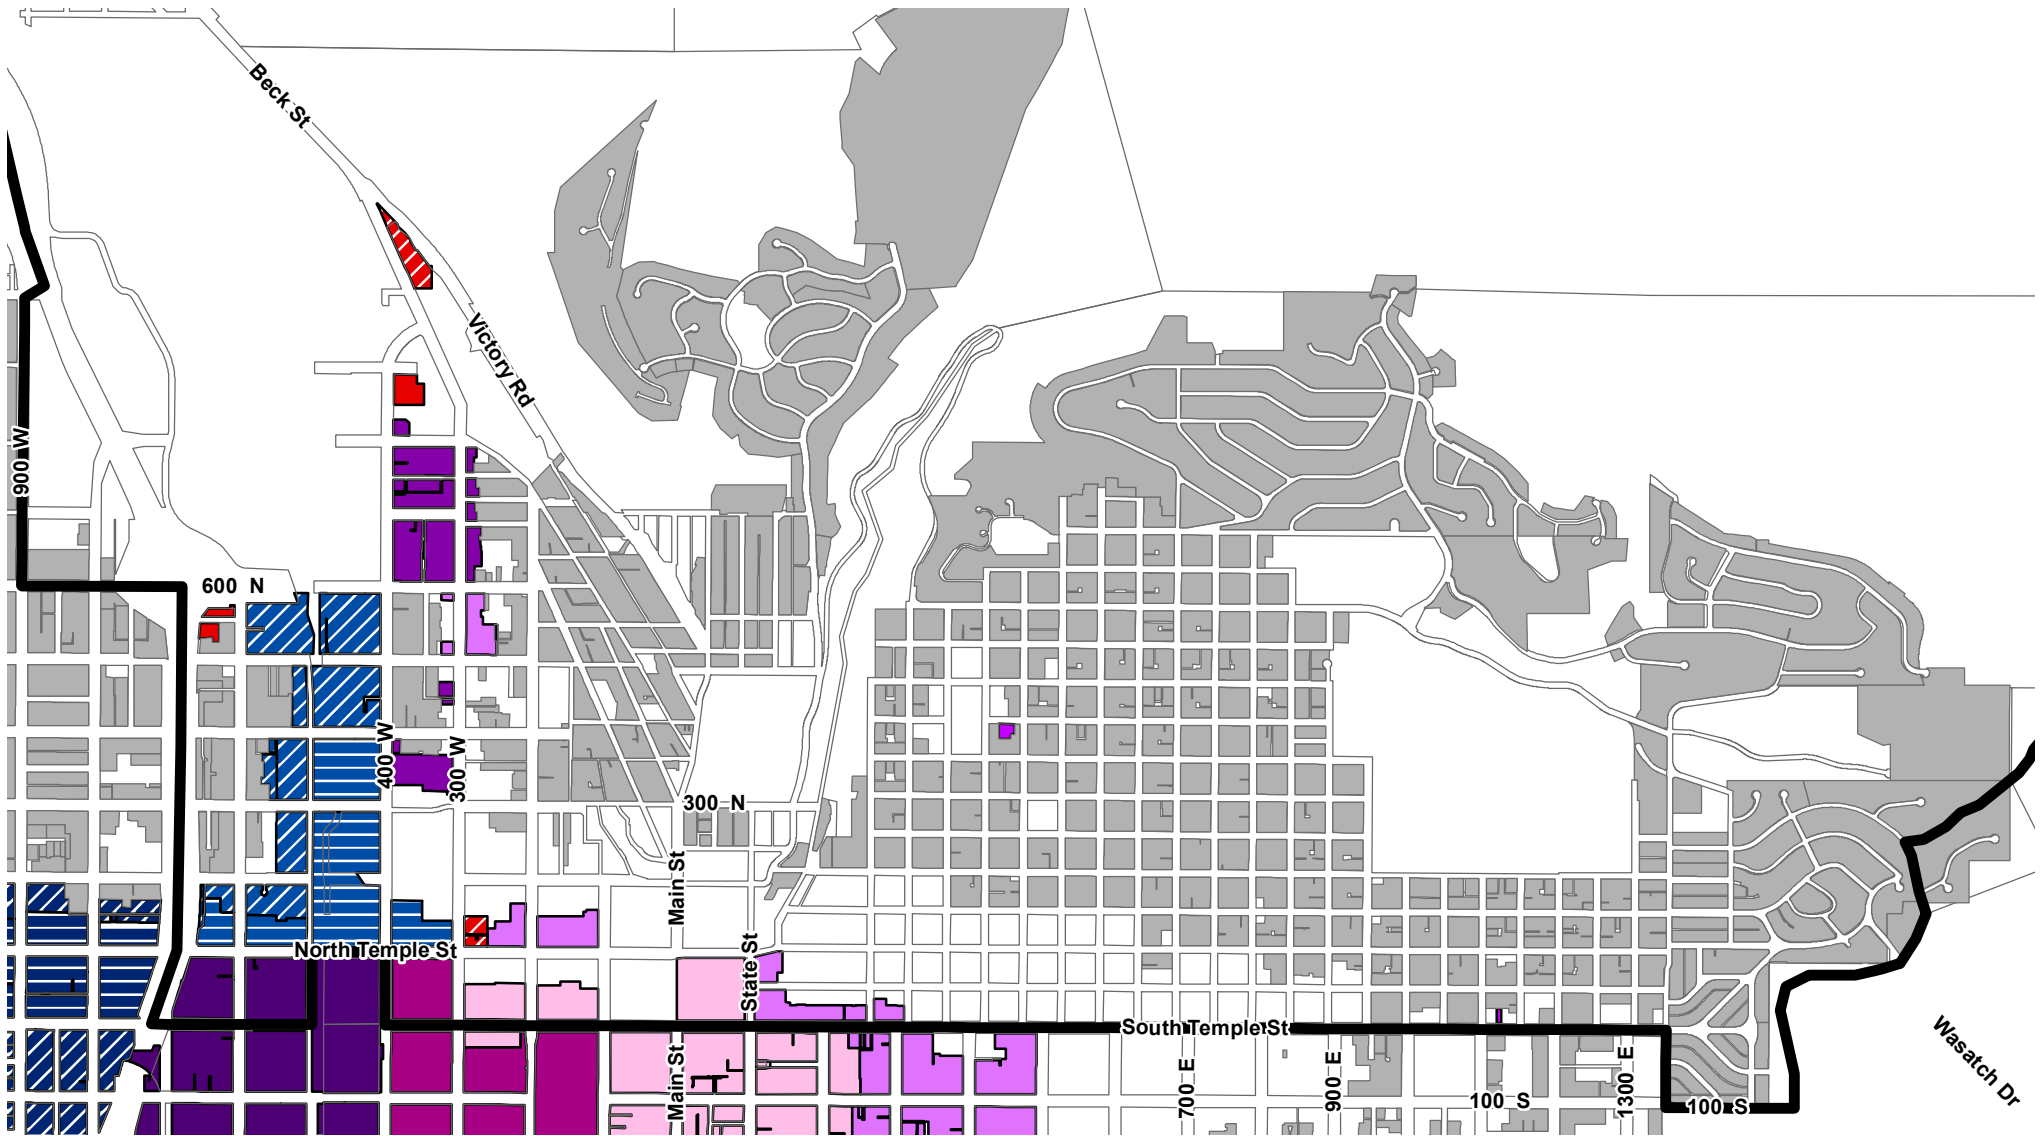 Beck St
Victory Rd
900 W
600 N
400 W
300 W
300 N
Main St
State St
North Temple St
South Temple St
Main St
700 E
900 E
100 S
1300 E
100 S
Wasatch Dr